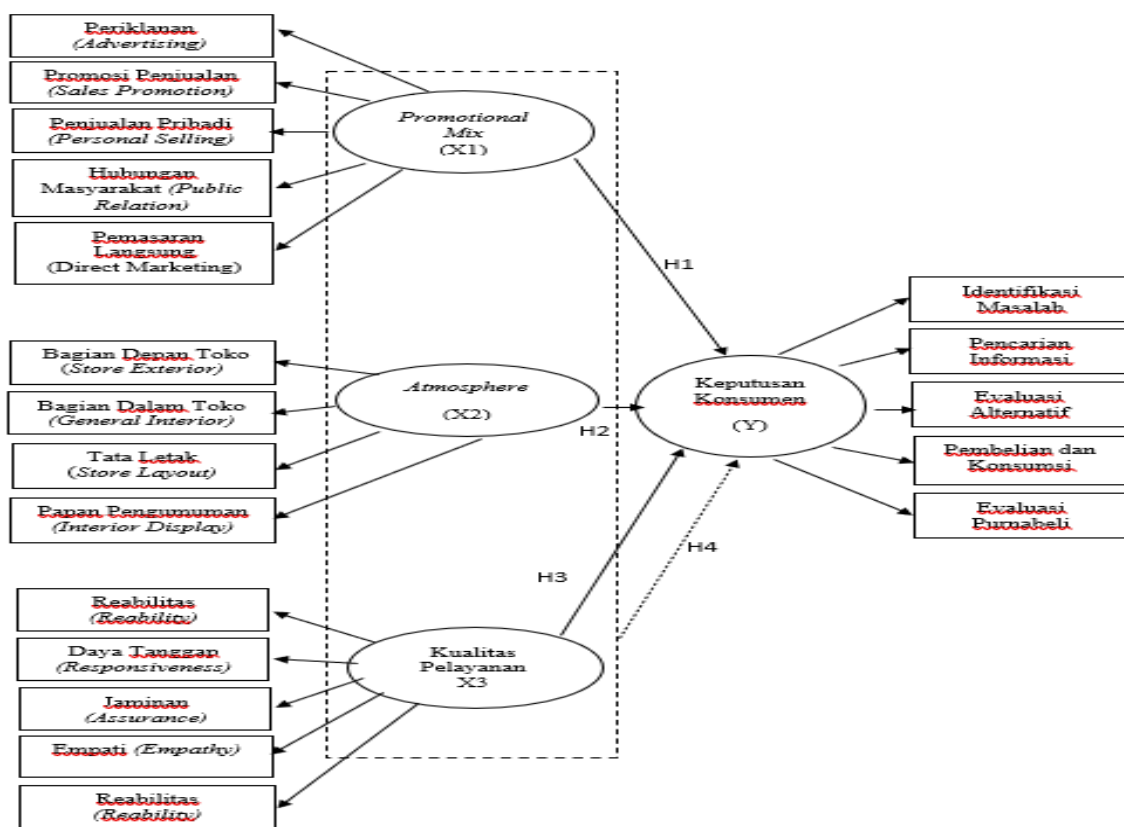 Periklanan
(Advertising)
Promosi Penjualan
(Sales Promotion)
Penjualan Pribadi
(Personal Selling)
Hubungan
Masyarakat (Public
Relation)
Pemasaran
Langsung
(Direct Marketing)
Promotional
Mix
(X1)
H1
Bagian Depan Toko
(Store Exterior)
Bagian Dalam Toko
(General Interior)
Tata Letak
(Store Layout)
Papan Pengumuman
(Interior Display)
Atmosphere
(X2)
H2
Keputusan
Konsumen
(Y)
Identifikasi
Masalah
Pencarian
Informasi
Evaluasi
Alternatif
Pembelian dan
Konsumsi
Evaluasi
Purnabeli
H3
H4
Reabilitas
(Reability)
Daya Tanggap
(Responsiveness)
Jaminan
(Assurance)
Empati (Empathy)
Reabilitas
(Reability)
Kualitas
Pelayanan
X3